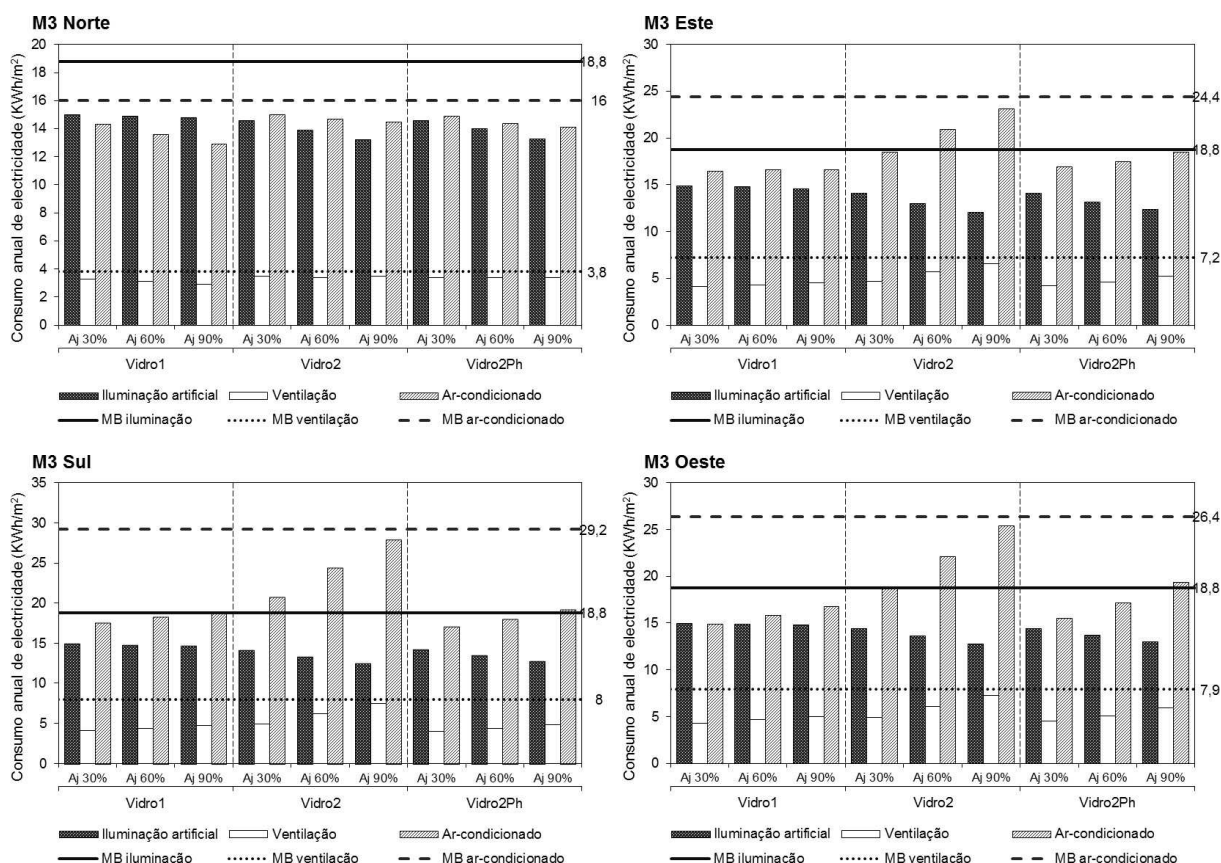 M3 Norte
Consumo anual de electricidade (KWh/m²)
20
18
16
14
12
10
8
6
4
2
0
18,8
16
3,8
Aj 30% Aj 60% Aj 90% Aj 30% Aj 60% Aj 90% Aj 30% Aj 60% Aj 90%
Vidro1 Vidro2 Vidro2Ph
Iluminação artificial Ventilação Ar-condicionado
MB iluminação MB ventilação MB ar-condicionado
M3 Este
Consumo anual de electricidade (KWh/m²)
30
25
20
15
10
5
0
24,4
18,8
7,2
Aj 30% Aj 60% Aj 90% Aj 30% Aj 60% Aj 90% Aj 30% Aj 60% Aj 90%
Vidro1 Vidro2 Vidro2Ph
Iluminação artificial Ventilação Ar-condicionado
MB iluminação MB ventilação MB ar-condicionado
M3 Sul
Consumo anual de electricidade (KWh/m²)
35
30
25
20
15
10
5
0
29,2
18,8
8
Aj 30% Aj 60% Aj 90% Aj 30% Aj 60% Aj 90% Aj 30% Aj 60% Aj 90%
Vidro1 Vidro2 Vidro2Ph
Iluminação artificial Ventilação Ar-condicionado
MB iluminação MB ventilação MB ar-condicionado
M3 Oeste
Consumo anual de electricidade (KWh/m²)
30
25
20
15
10
5
0
26,4
18,8
7,9
Aj 30% Aj 60% Aj 90% Aj 30% Aj 60% Aj 90% Aj 30% Aj 60% Aj 90%
Vidro1 Vidro2 Vidro2Ph
Iluminação artificial Ventilação Ar-condicionado
MB iluminação MB ventilação MB ar-condicionado